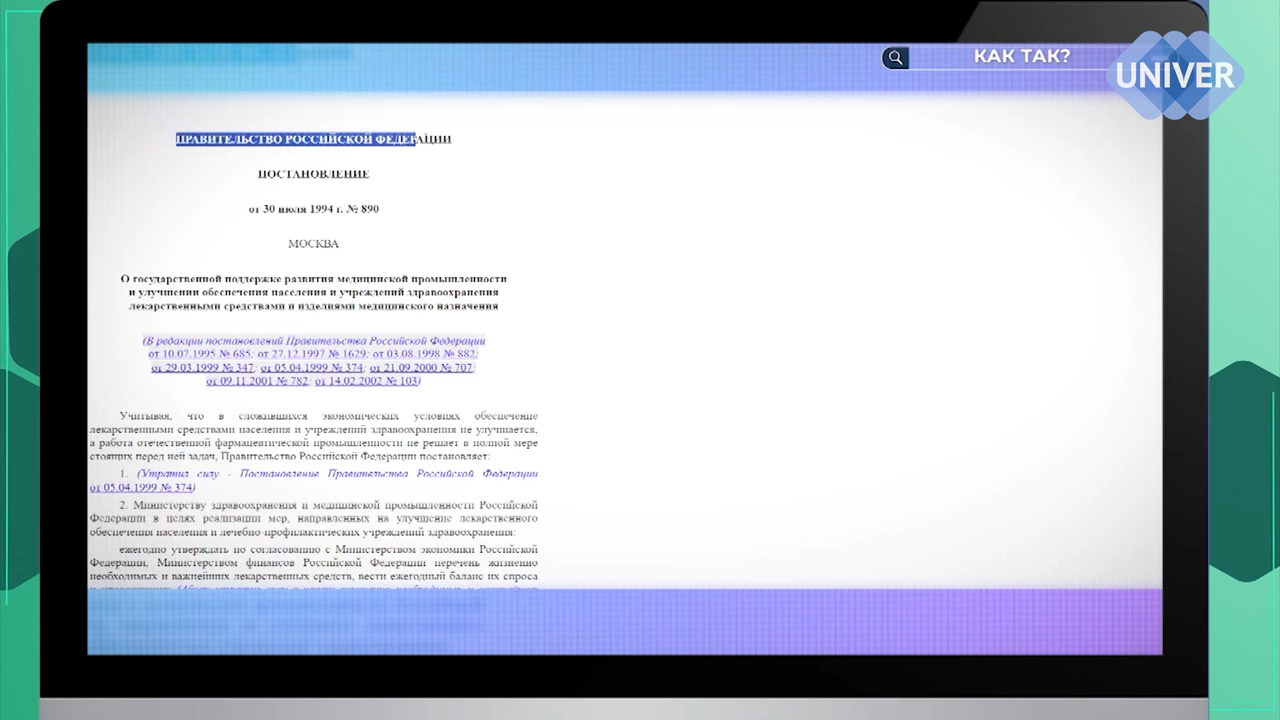 КАК ТАК?
UNIVER
ПРАВИТЕЛЬСТВО РОССИЙСКОЙ ФЕДЕРАЦИИ
ПОСТАНОВЛЕНИЕ
от 30 июля 1994 г. № 890
МОСКВА
О государственной поддержке развития медицинской промышленности
и улучшении обеспечения населения и учреждений здравоохранения
лекарственными средствами и изделиями медицинского назначения
(В редакции постановлений Правительства Российской Федерации
от 10.07.1995 № 685; от 27.12.1997 № 1629; от 03.08.1998 № 882;
от 29.03.1999 № 347; от 05.04.1999 № 374; от 21.09.2000 № 707;
от 09.11.2001 № 782; от 14.02.2002 № 103)
Учитывая, что в сложившихся экономических условиях обеспечение
лекарственными средствами населения и учреждений здравоохранения не улучшается,
а работа отечественной фармацевтической промышленности не решает в полной мере
стоящих перед ней задач, Правительство Российской Федерации постановляет:
1. (Утратил силу - Постановление Правительства Российской Федерации
от 05.04.1999 № 374)
2. Министерству здравоохранения и медицинской промышленности Российской
Федерации в целях реализации мер, направленных на улучшение лекарственного
обеспечения населения и лечебно-профилактических учреждений здравоохранения:
ежегодно утверждать по согласованию с Министерством экономики Российской
Федерации, Министерством финансов Российской Федерации перечень жизненно
необходимых и важнейших лекарственных средств, вести ежегодный баланс их спроса